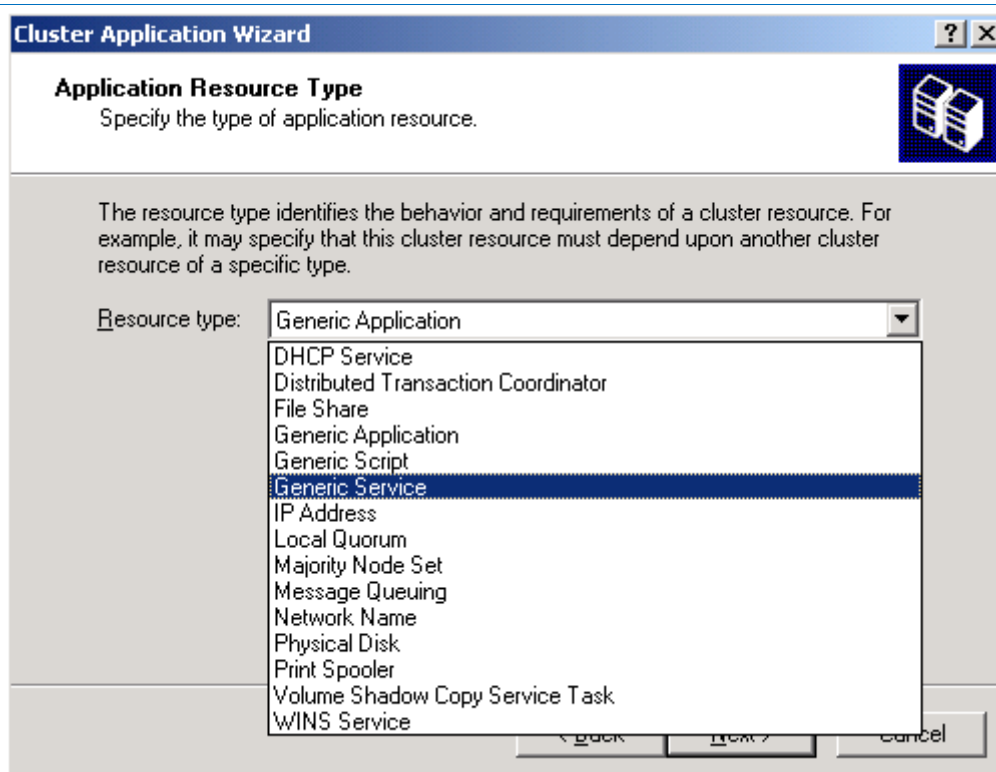 Cluster Application Wizard
Application Resource Type
Specify the type of application resource.
The resource type identifies the behavior and requirements of a cluster resource. For
example, it may specify that this cluster resource must depend upon another cluster
resource of a specific type.
Resource type: Generic Application
DHCP Service
Distributed Transaction Coordinator
File Share
Generic Application
Generic Script
Generic Service
IP Address
Local Quorum
Majority Node Set
Message Queuing
Network Name
Physical Disk
Print Spooler
Volume Shadow Copy Service Task
WINS Service
< Back Next > Cancel